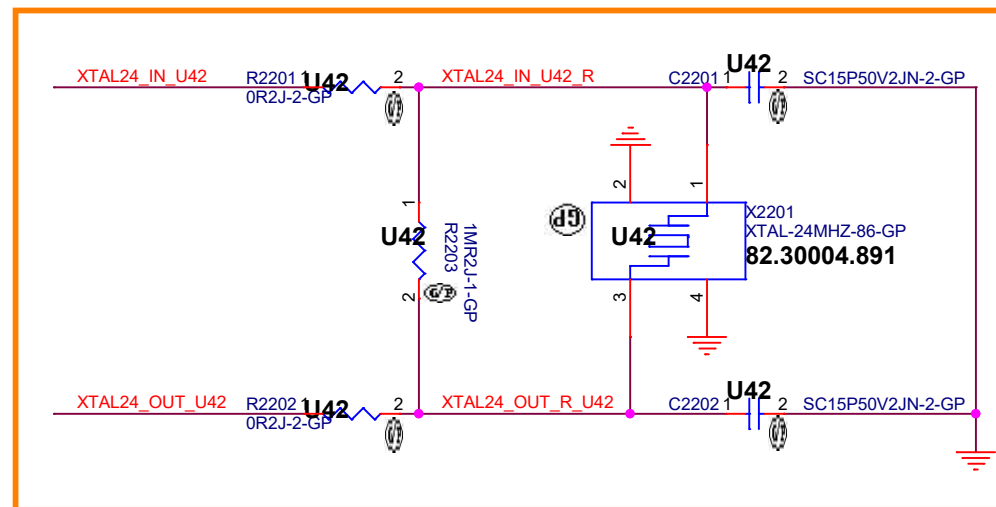 XTAL24_IN_U42
R2201
1
U42
2
0R2J-2-GP
G/P
XTAL24_IN_U42_R
C2201
1
U42
2
SC15P50V2JN-2-GP
G/P
2
1
GP
U42
X2201
XTAL-24MHZ-86-GP
82.30004.891
3
4
1
U42
2
R2203
1MR2J-1-GP
G/P
XTAL24_OUT_U42
R2202
1
U42
2
0R2J-2-GP
G/P
XTAL24_OUT_R_U42
C2202
1
U42
2
SC15P50V2JN-2-GP
G/P